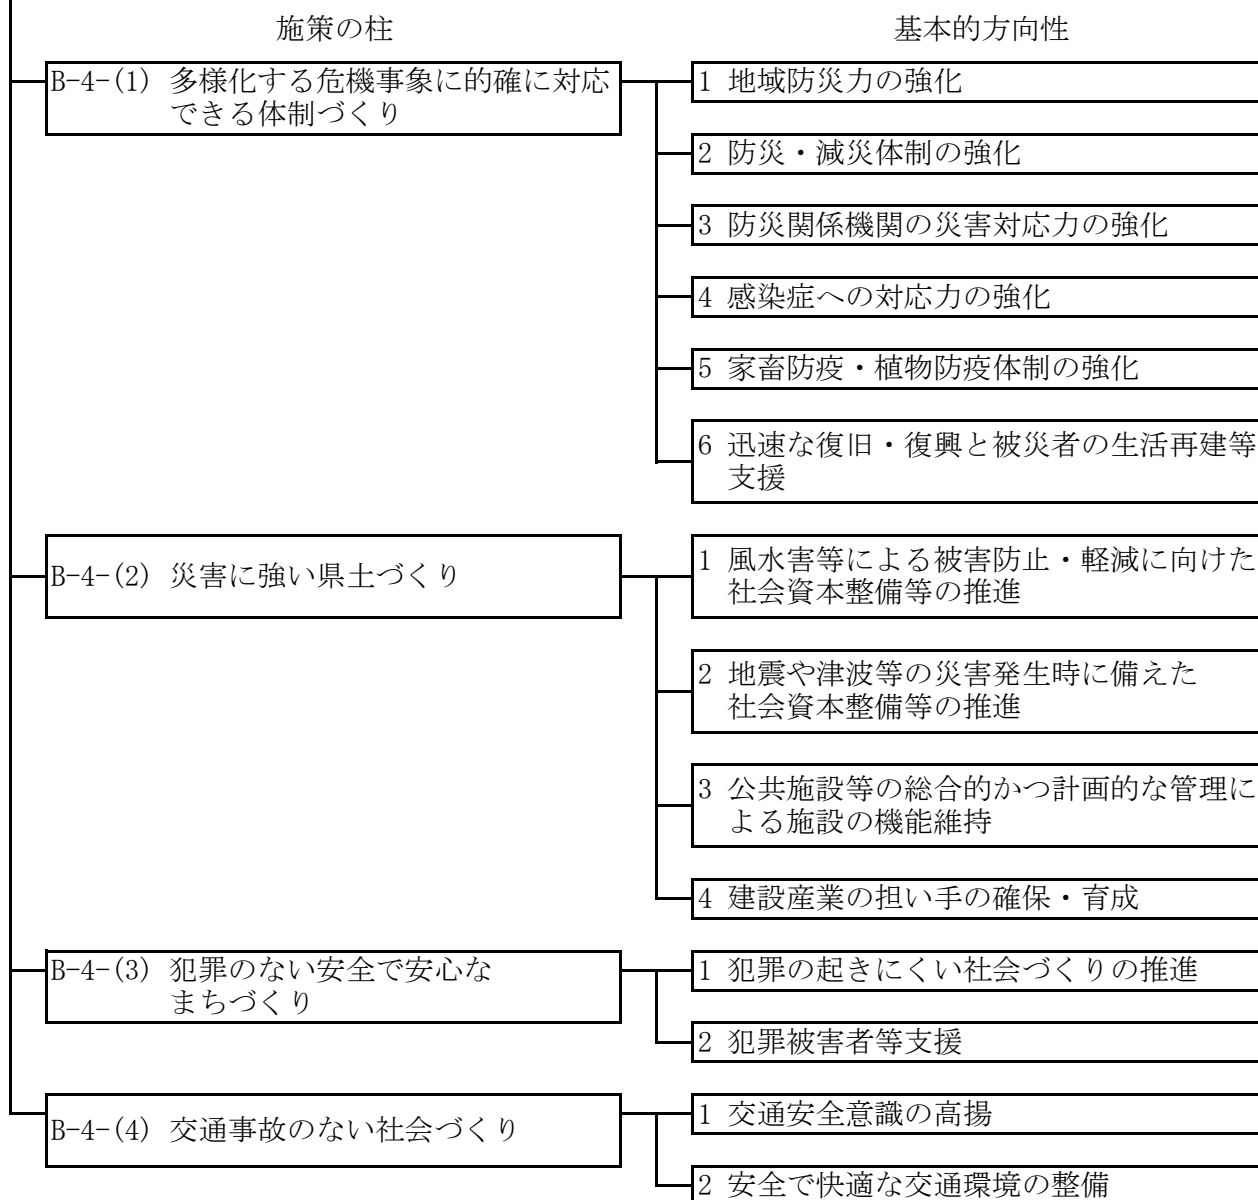 施策の柱
基本的方向性
B-4-(1) 多様化する危機事象に的確に対応
できる体制づくり
1 地域防災力の強化
2 防災・減災体制の強化
3 防災関係機関の災害対応力の強化
4 感染症への対応力の強化
5 家畜防疫・植物防疫体制の強化
6 迅速な復旧・復興と被災者の生活再建等
支援
B-4-(2) 災害に強い県土づくり
1 風水害等による被害防止・軽減に向けた
社会資本整備等の推進
2 地震や津波等の災害発生時に備えた
社会資本整備等の推進
3 公共施設等の総合的かつ計画的な管理に
よる施設の機能維持
4 建設産業の担い手の確保・育成
B-4-(3) 犯罪のない安全で安心な
まちづくり
1 犯罪の起きにくい社会づくりの推進
2 犯罪被害者等支援
B-4-(4) 交通事故のない社会づくり
1 交通安全意識の高揚
2 安全で快適な交通環境の整備